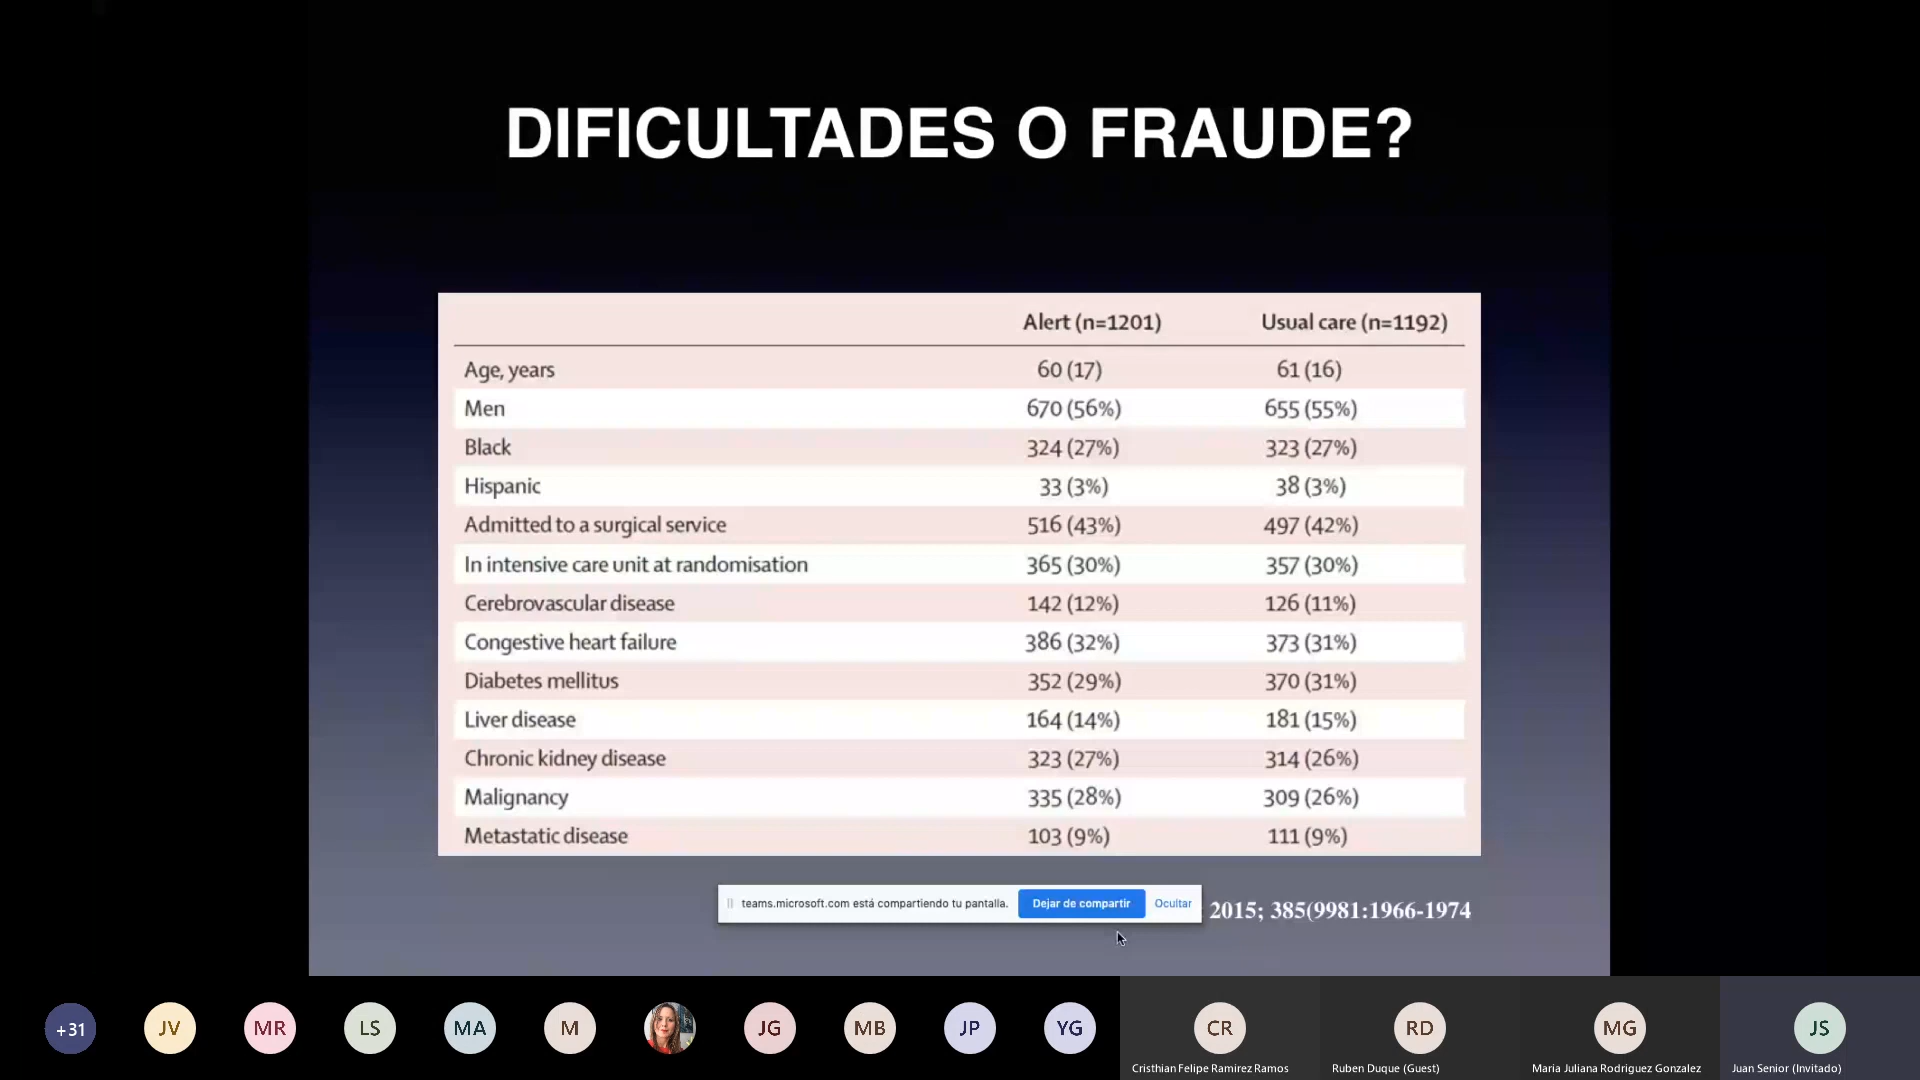 DIFICULTADES O FRAUDE?
Alert (n=1201) Usual care (n=1192)
Age, years 60 (17) 61 (16)
Men 670 (56%) 655 (55%)
Black 324 (27%) 323 (27%)
Hispanic 33 (3%) 38 (3%)
Admitted to a surgical service 516 (43%) 497 (42%)
In intensive care unit at randomisation 365 (30%) 357 (30%)
Cerebrovascular disease 142 (12%) 126 (11%)
Congestive heart failure 386 (32%) 373 (31%)
Diabetes mellitus 352 (29%) 370 (31%)
Liver disease 164 (14%) 181 (15%)
Chronic kidney disease 323 (27%) 314 (26%)
Malignancy 335 (28%) 309 (26%)
Metastatic disease 103 (9%) 111 (9%)
teams.microsoft.com está compartiendo tu pantalla. Dejar de compartir Ocultar
2015; 385(9981:1966-1974
+31 JV MR LS MA M JG MB JP YG CR RD MG JS
Cristhian Felipe Ramirez Ramos Ruben Duque (Guest) Maria Juliana Rodriguez Gonzalez Juan Senior (Invitado)